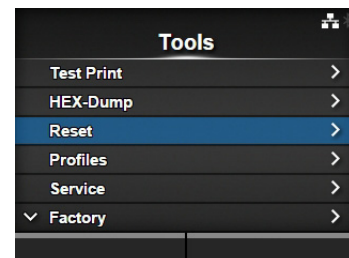 Tools
Test Print
HEX-Dump
Reset
Profiles
Service
Factory